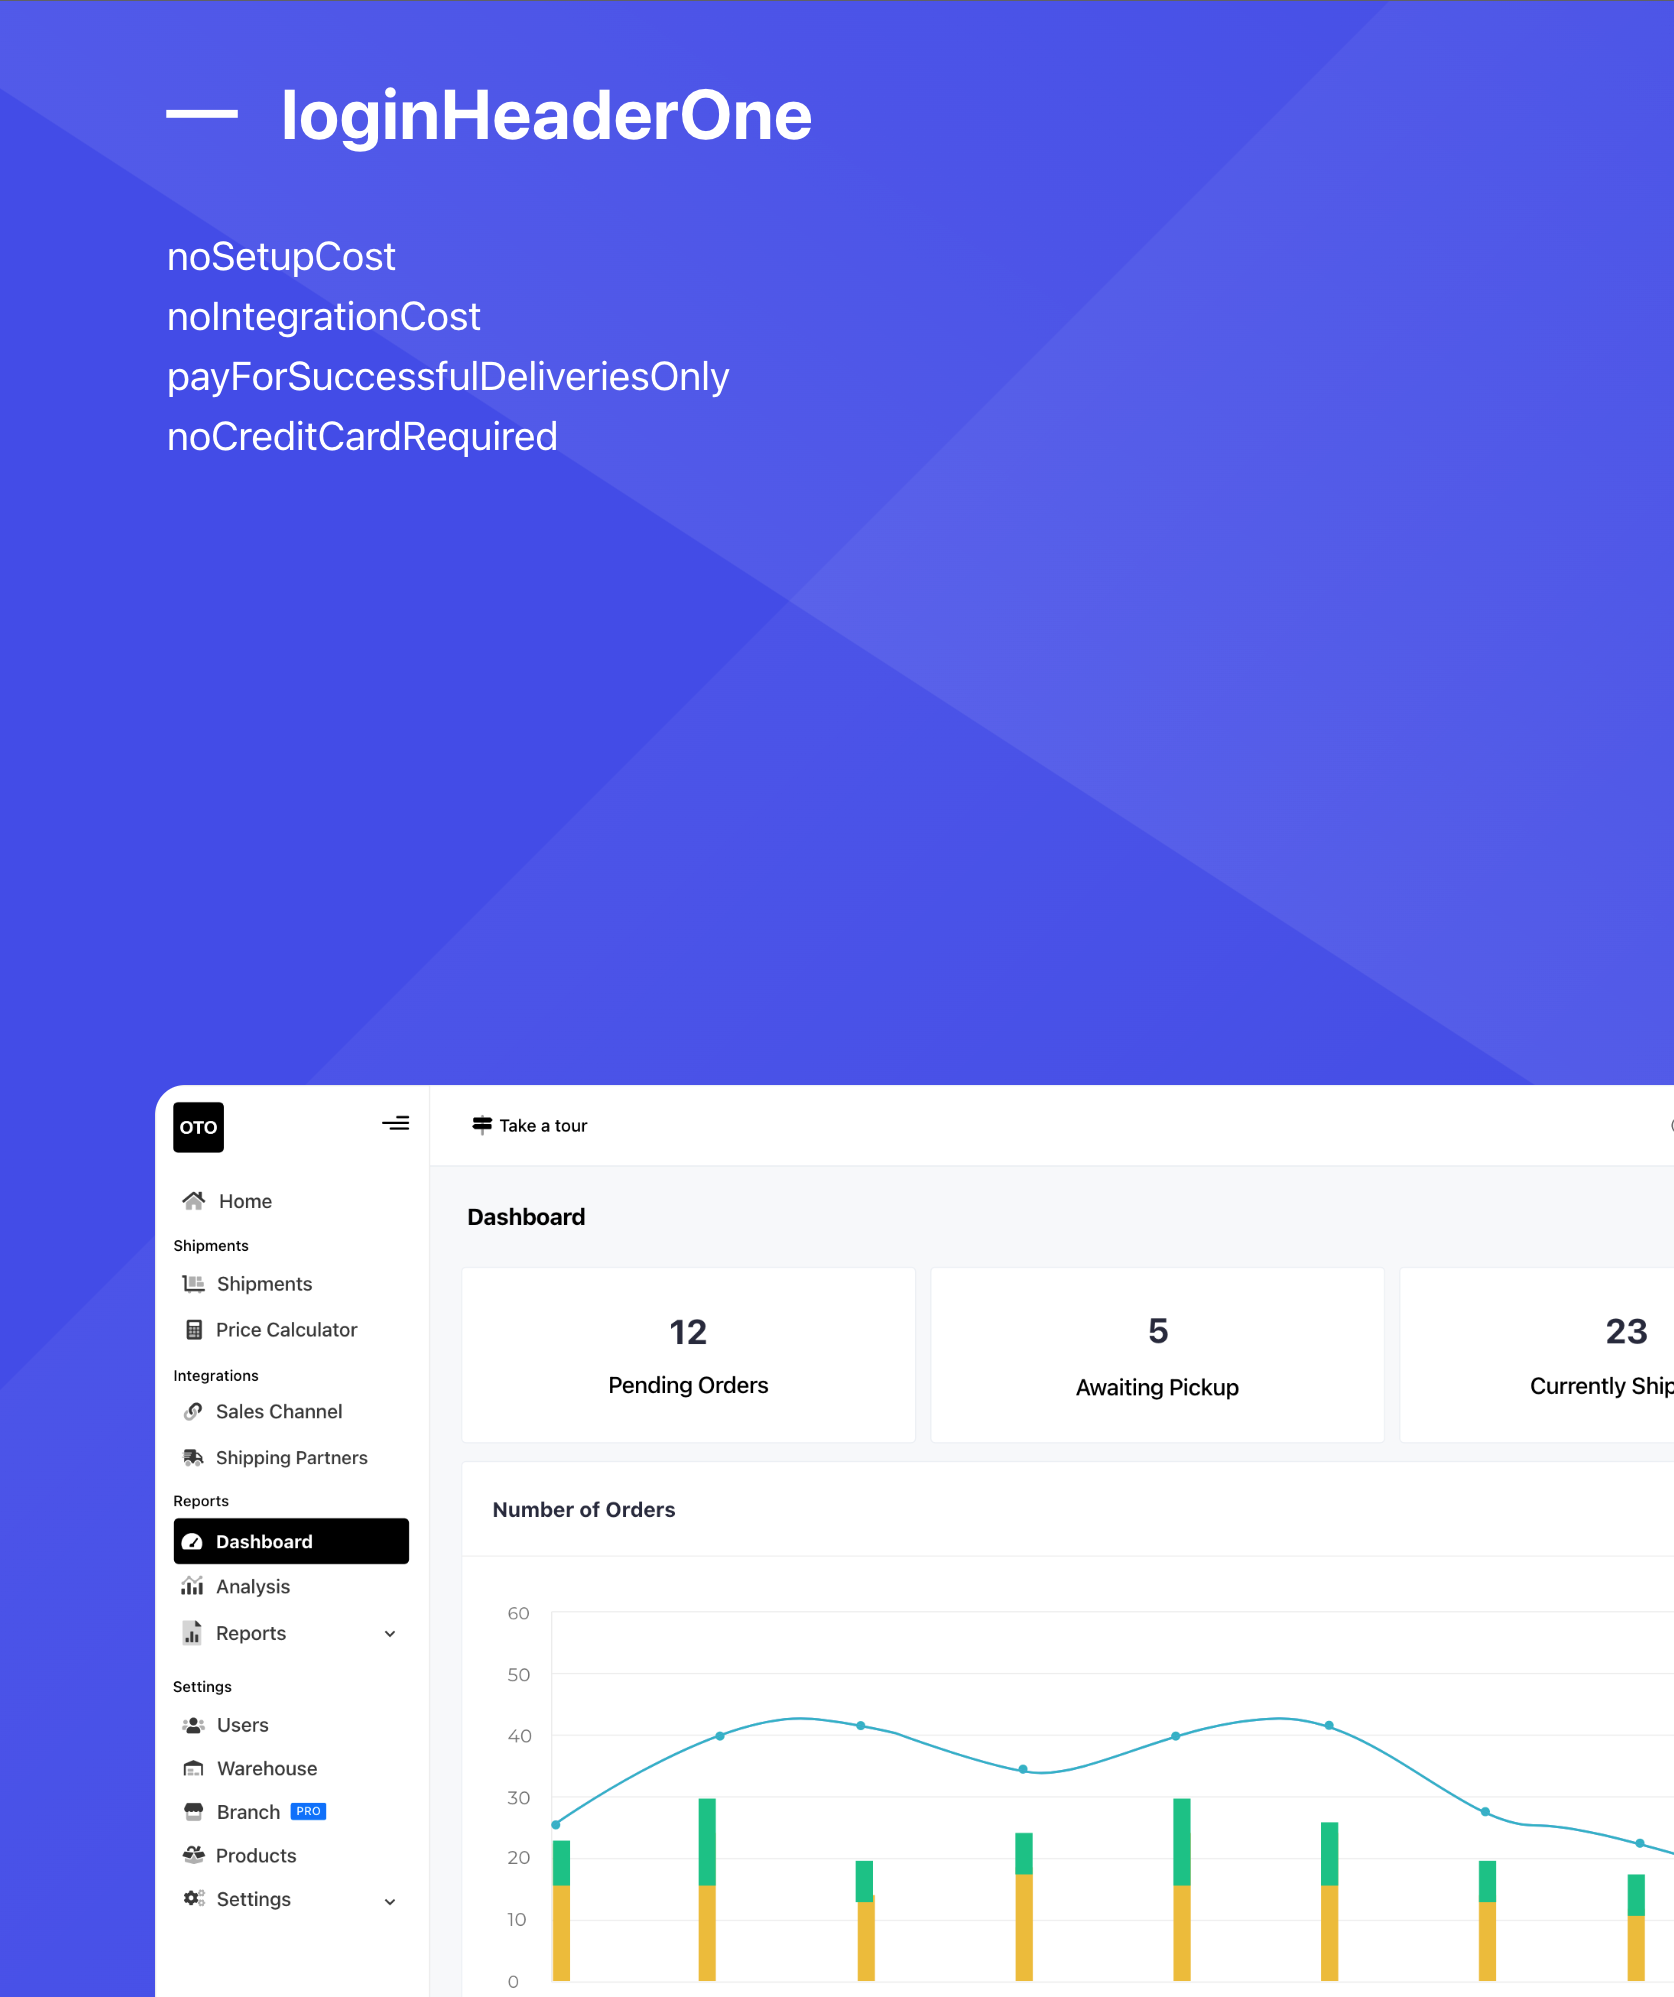 — loginHeaderOne
noSetupCost
noIntegrationCost
payForSuccessfulDeliveriesOnly
noCreditCardRequired
OTO
Take a tour
Home
Shipments
Shipments
Price Calculator
Integrations
Sales Channel
Shipping Partners
Reports
Dashboard
Analysis
Reports
Settings
Users
Warehouse
Branch PRO
Products
Settings
Dashboard
12
Pending Orders
5
Awaiting Pickup
23
Currently Ship
Number of Orders
60
50
40
30
20
10
0